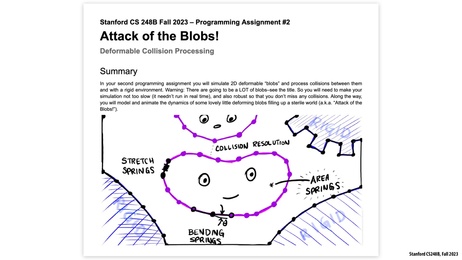 Stanford CS 248B Fall 2023 – Programming Assignment #2
Attack of the Blobs!
Deformable Collision Processing
Summary
In your second programming assignment you will simulate 2D deformable "blobs" and process collisions between them
and with a rigid environment. Warning: There are going to be a LOT of blobs–see the title. So you will need to make your
simulation not too slow (it needn't run in real time), and also robust so that you don't miss any collisions. Along the way,
you will model and animate the dynamics of some lovely little deforming blobs filling up a sterile world (a.k.a. "Attack of the
Blobs!").
RIGID
COLLISION RESOLUTION
STRETCH
SPRINGS
AREA
SPRINGS
RIGID
BENDING
SPRINGS
RIGID
Stanford CS248B, Fall 2023